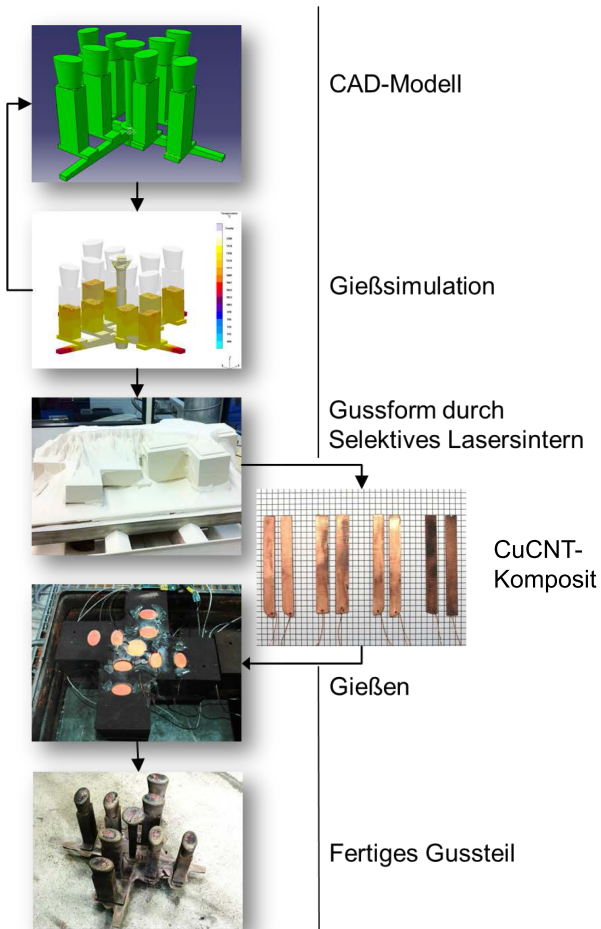 CAD-Modell
Gießsimulation
Gussform durch
Selektives Lasersintern
CuCNT-
Komposit
Gießen
Fertiges Gussteil